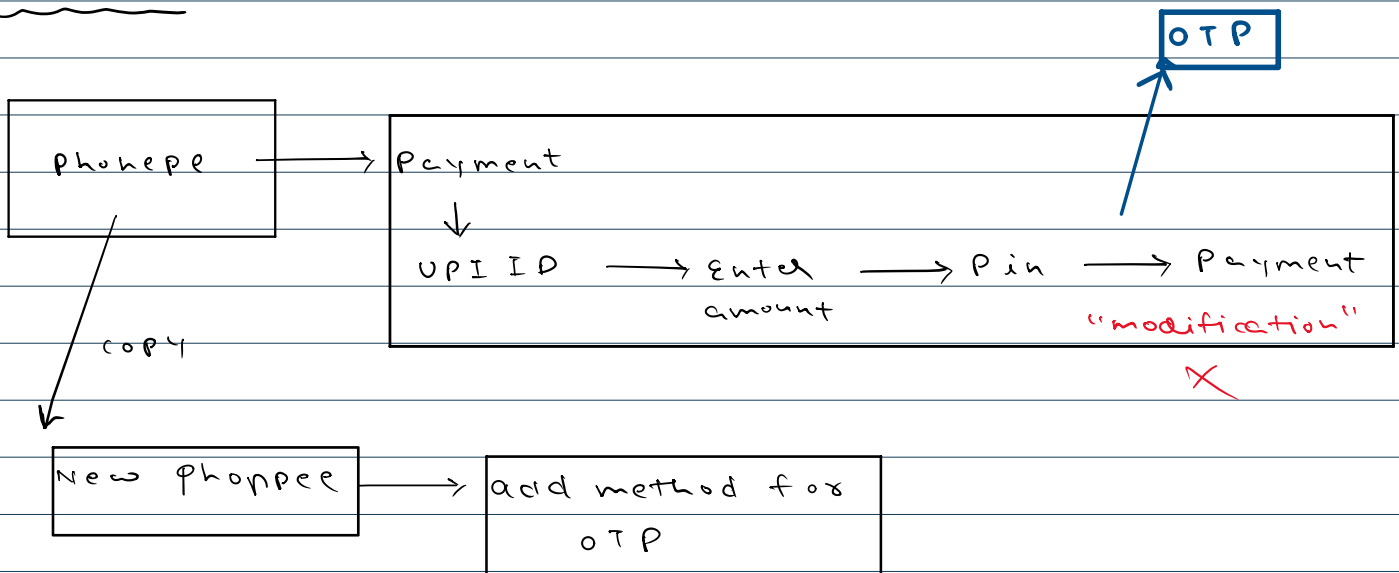 OTP
Phonepe
Payment
UPI ID
Enter
amount
Pin
Payment
"modification"
copy
New Phonpee
add method for
OTP